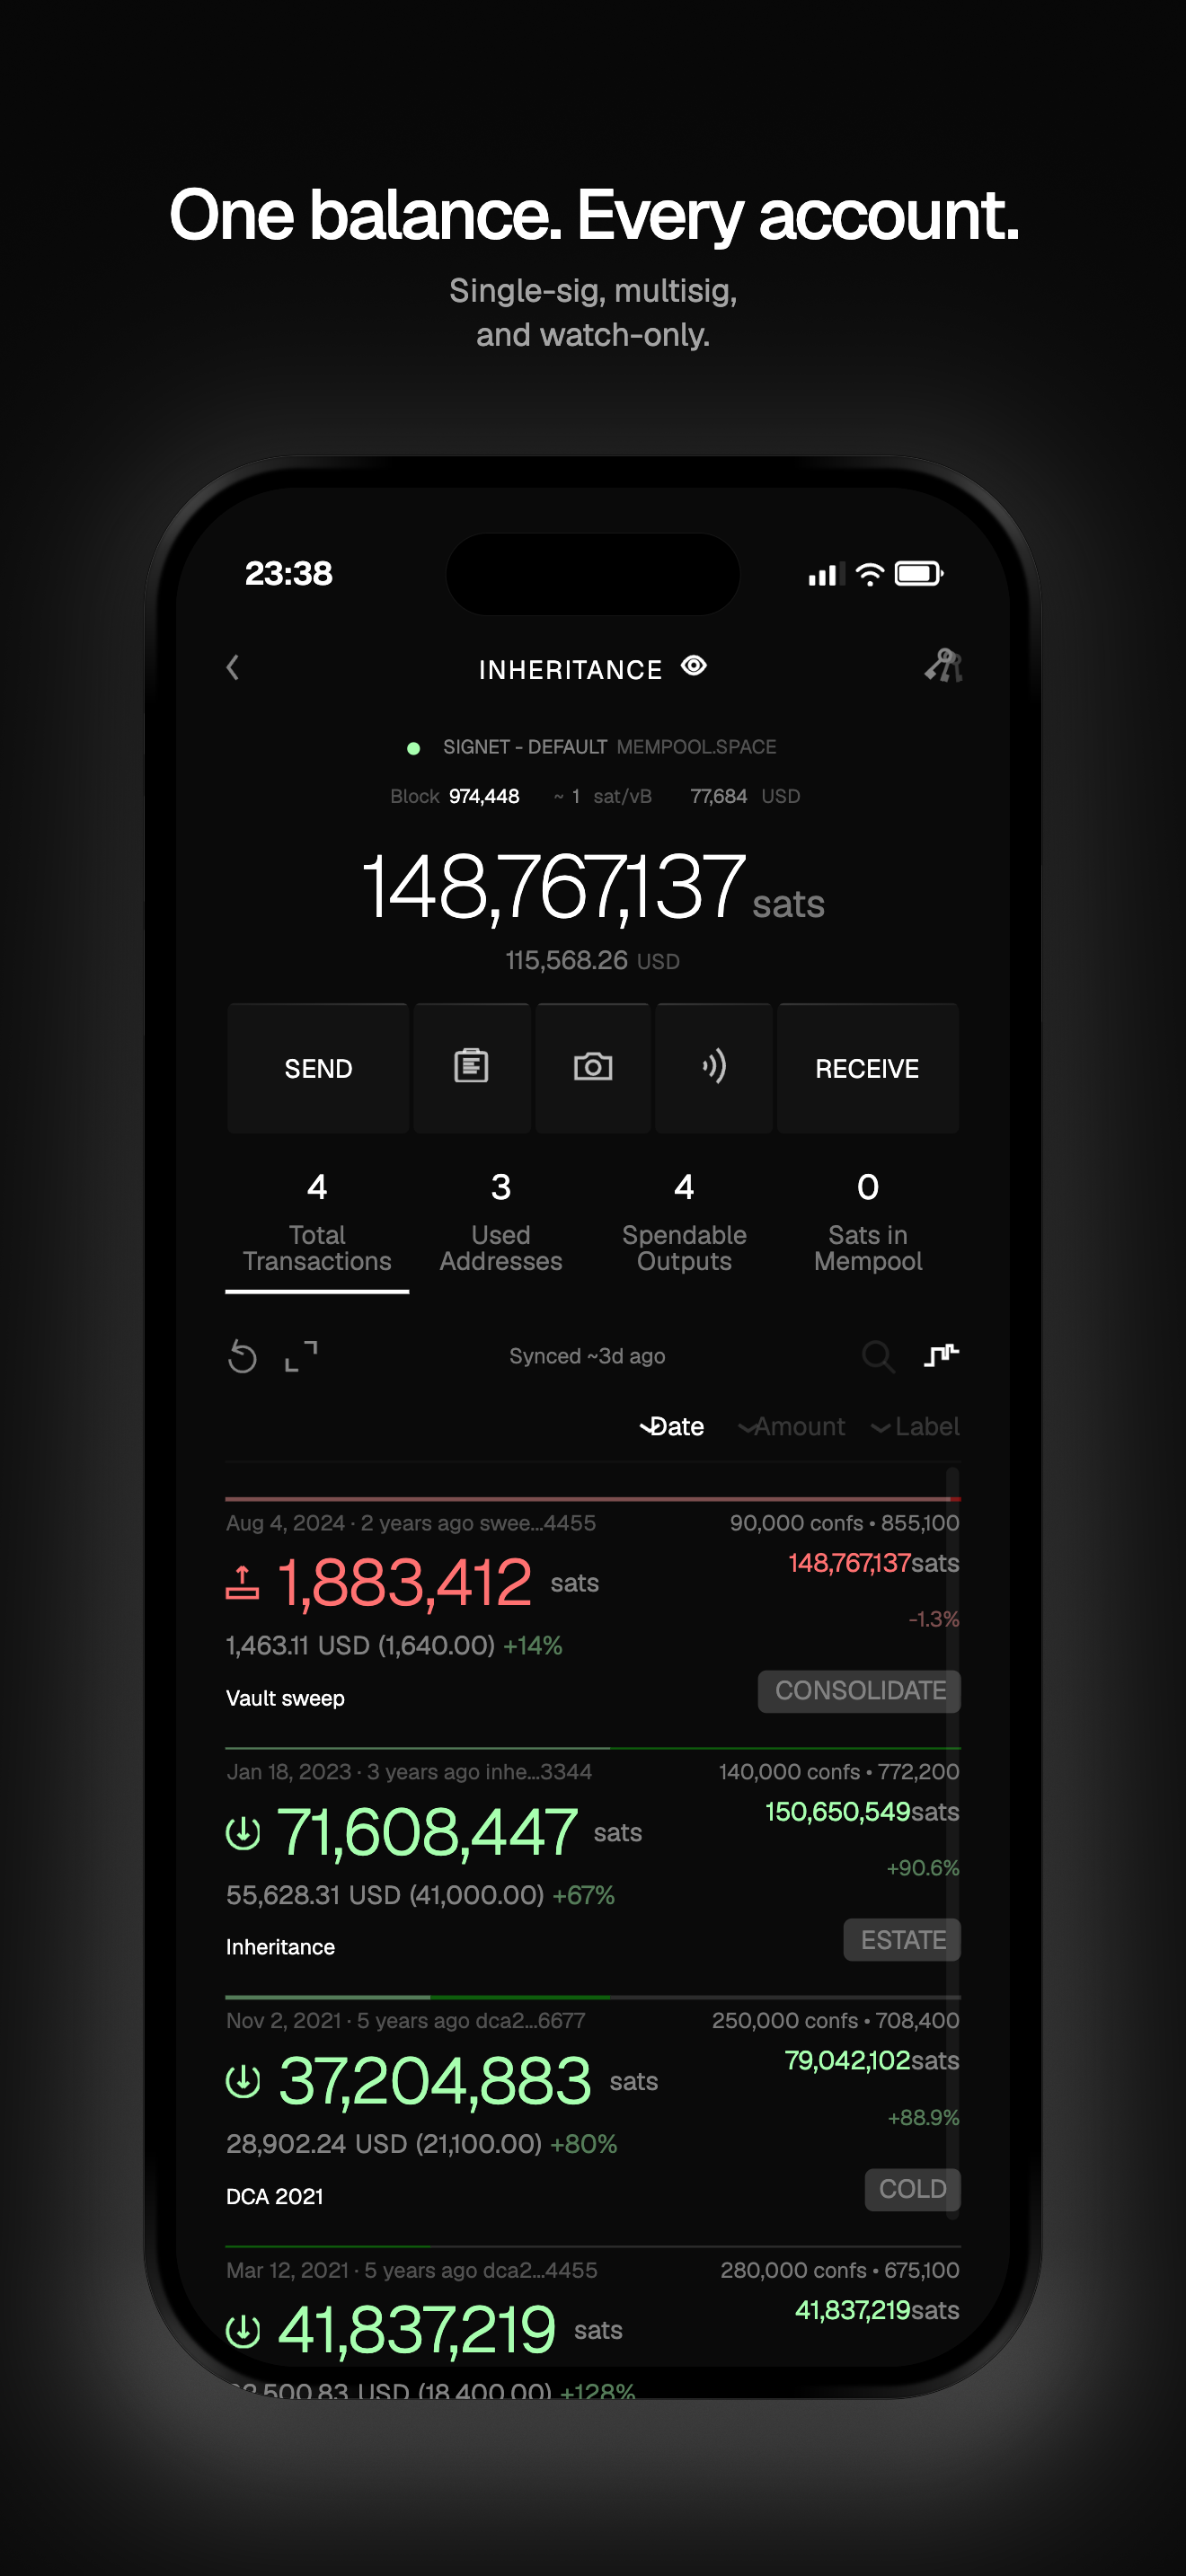 One balance. Every account.
Single-sig, multisig,
and watch-only.
23:38
INHERITANCE
SIGNET - DEFAULT MEMPOOL.SPACE
Block 974,448 ~ 1 sat/vB 77,684 USD
148,767,137 sats
115,568.26 USD
SEND RECEIVE
4 3 4 0
Total Used Spendable Sats in
Transactions Addresses Outputs Mempool
Synced ~3d ago
Date Amount Label
Aug 4, 2024 · 2 years ago swee...4455 90,000 confs • 855,100
1,883,412 sats 148,767,137sats
-1.3%
1,463.11 USD (1,640.00) +14%
Vault sweep CONSOLIDATE
Jan 18, 2023 · 3 years ago inhe...3344 140,000 confs • 772,200
71,608,447 sats 150,650,549sats
+90.6%
55,628.31 USD (41,000.00) +67%
Inheritance ESTATE
Nov 2, 2021 · 5 years ago dca2...6677 250,000 confs • 708,400
37,204,883 sats 79,042,102sats
+88.9%
28,902.24 USD (21,100.00) +80%
DCA 2021 COLD
Mar 12, 2021 · 5 years ago dca2...4455 280,000 confs • 675,100
41,837,219 sats 41,837,219sats
USD (18,400.00) +128%